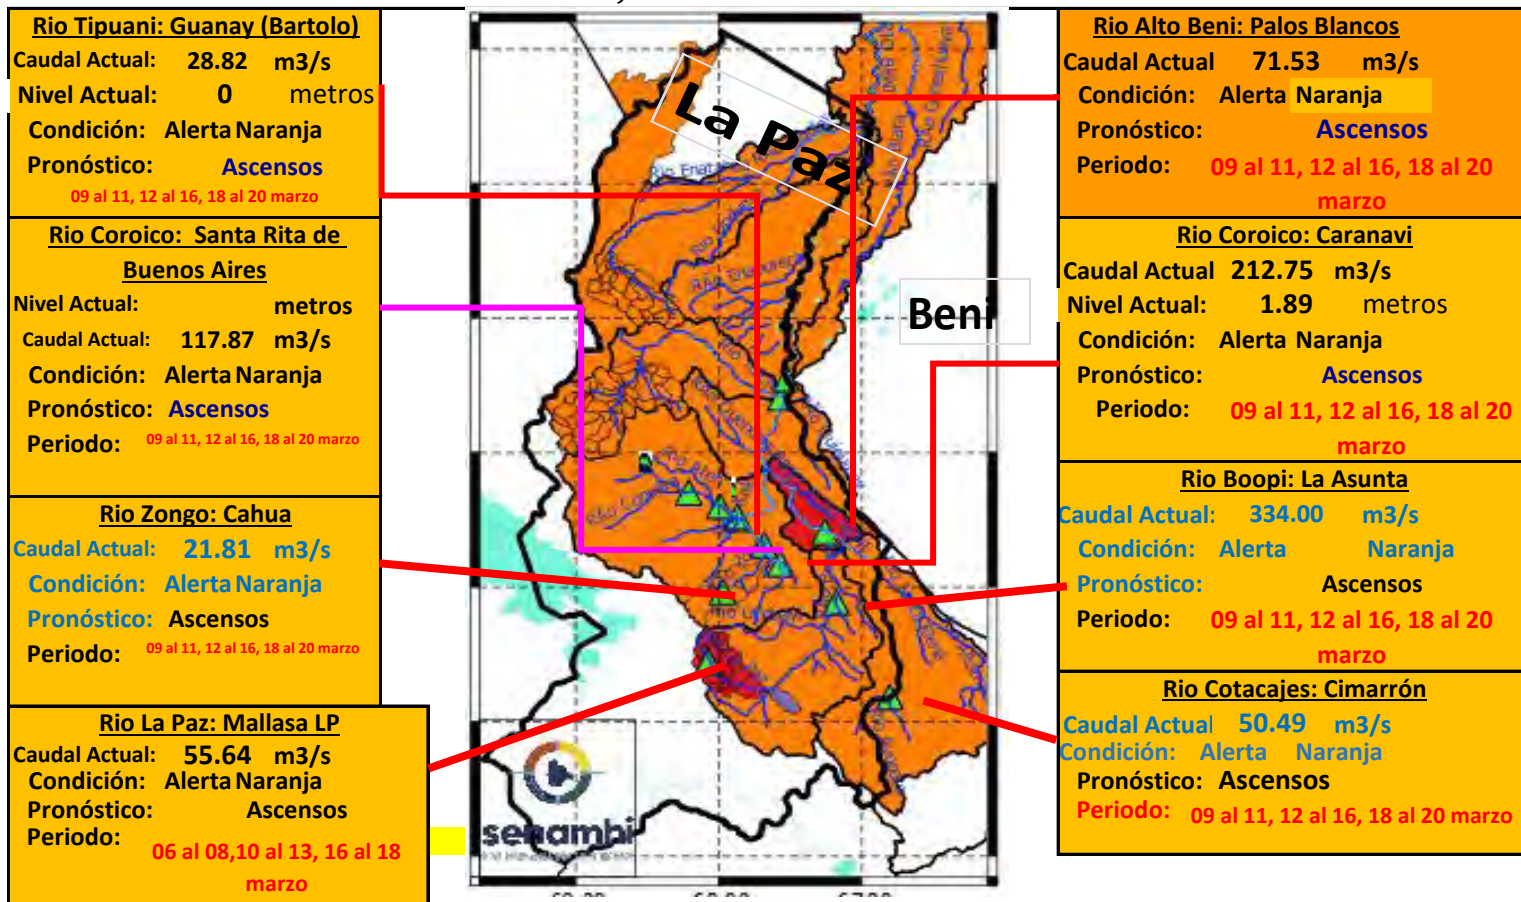 Rio Tipuani: Guanay (Bartolo)
Caudal Actual: 28.82 m3/s
Nivel Actual: 0 metros
Condición: Alerta Naranja
Pronóstico: Ascensos
09 al 11, 12 al 16, 18 al 20 marzo
Rio Coroico: Santa Rita de
Buenos Aires
Nivel Actual: metros
Caudal Actual: 117.87 m3/s
Condición: Alerta Naranja
Pronóstico: Ascensos
Periodo: 09 al 11, 12 al 16, 18 al 20 marzo
Rio Zongo: Cahua
Caudal Actual: 21.81 m3/s
Condición: Alerta Naranja
Pronóstico: Ascensos
Periodo: 09 al 11, 12 al 16, 18 al 20 marzo
Rio La Paz: Mallasa LP
Caudal Actual: 55.64 m3/s
Condición: Alerta Naranja
Pronóstico: Ascensos
Periodo: 06 al 08,10 al 13, 16 al 18
marzo
La Paz
Beni
senamhi
Rio Alto Beni: Palos Blancos
Caudal Actual 71.53 m3/s
Condición: Alerta Naranja
Pronóstico: Ascensos
Periodo: 09 al 11, 12 al 16, 18 al 20
marzo
Rio Coroico: Caranavi
Caudal Actual 212.75 m3/s
Nivel Actual: 1.89 metros
Condición: Alerta Naranja
Pronóstico: Ascensos
Periodo: 09 al 11, 12 al 16, 18 al 20
marzo
Rio Boopi: La Asunta
Caudal Actual: 334.00 m3/s
Condición: Alerta Naranja
Pronóstico: Ascensos
Periodo: 09 al 11, 12 al 16, 18 al 20
marzo
Rio Cotacajes: Cimarrón
Caudal Actual 50.49 m3/s
Condición: Alerta Naranja
Pronóstico: Ascensos
Periodo: 09 al 11, 12 al 16, 18 al 20 marzo